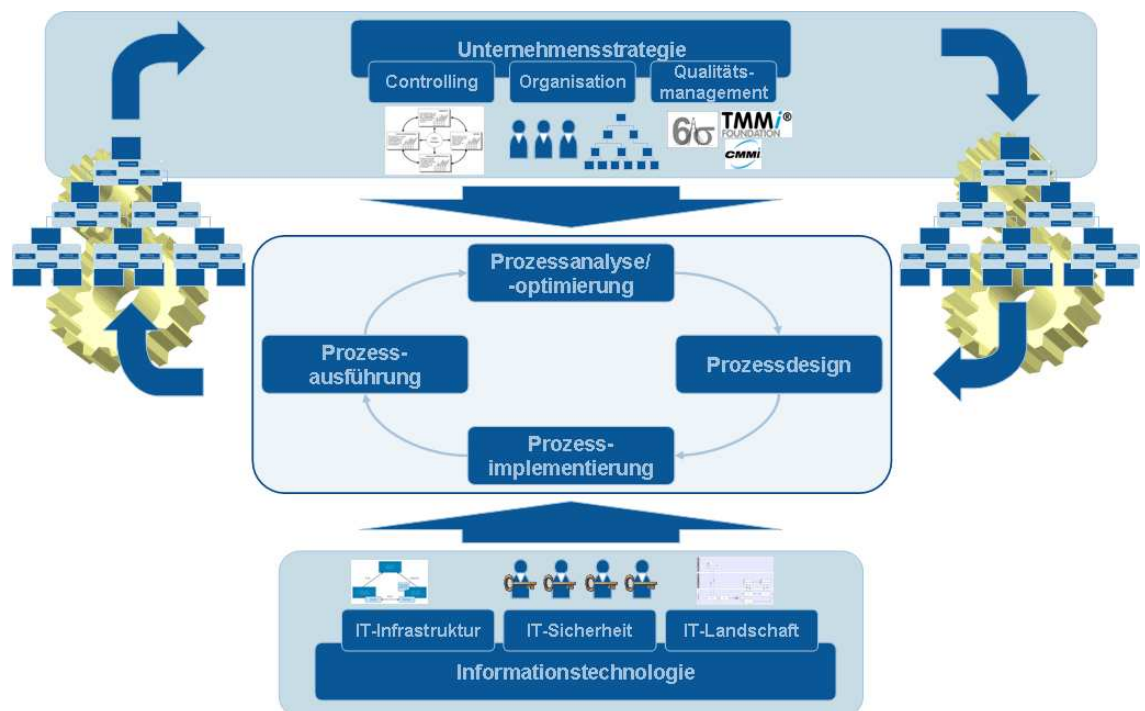 Unternehmensstrategie
Controlling
Organisation
Qualitäts-
management
6σ
TMMi®
FOUNDATION
CMMi
Prozessanalyse/
-optimierung
Prozess-
ausführung
Prozessdesign
Prozess-
implementierung
IT-Infrastruktur
IT-Sicherheit
IT-Landschaft
Informationstechnologie